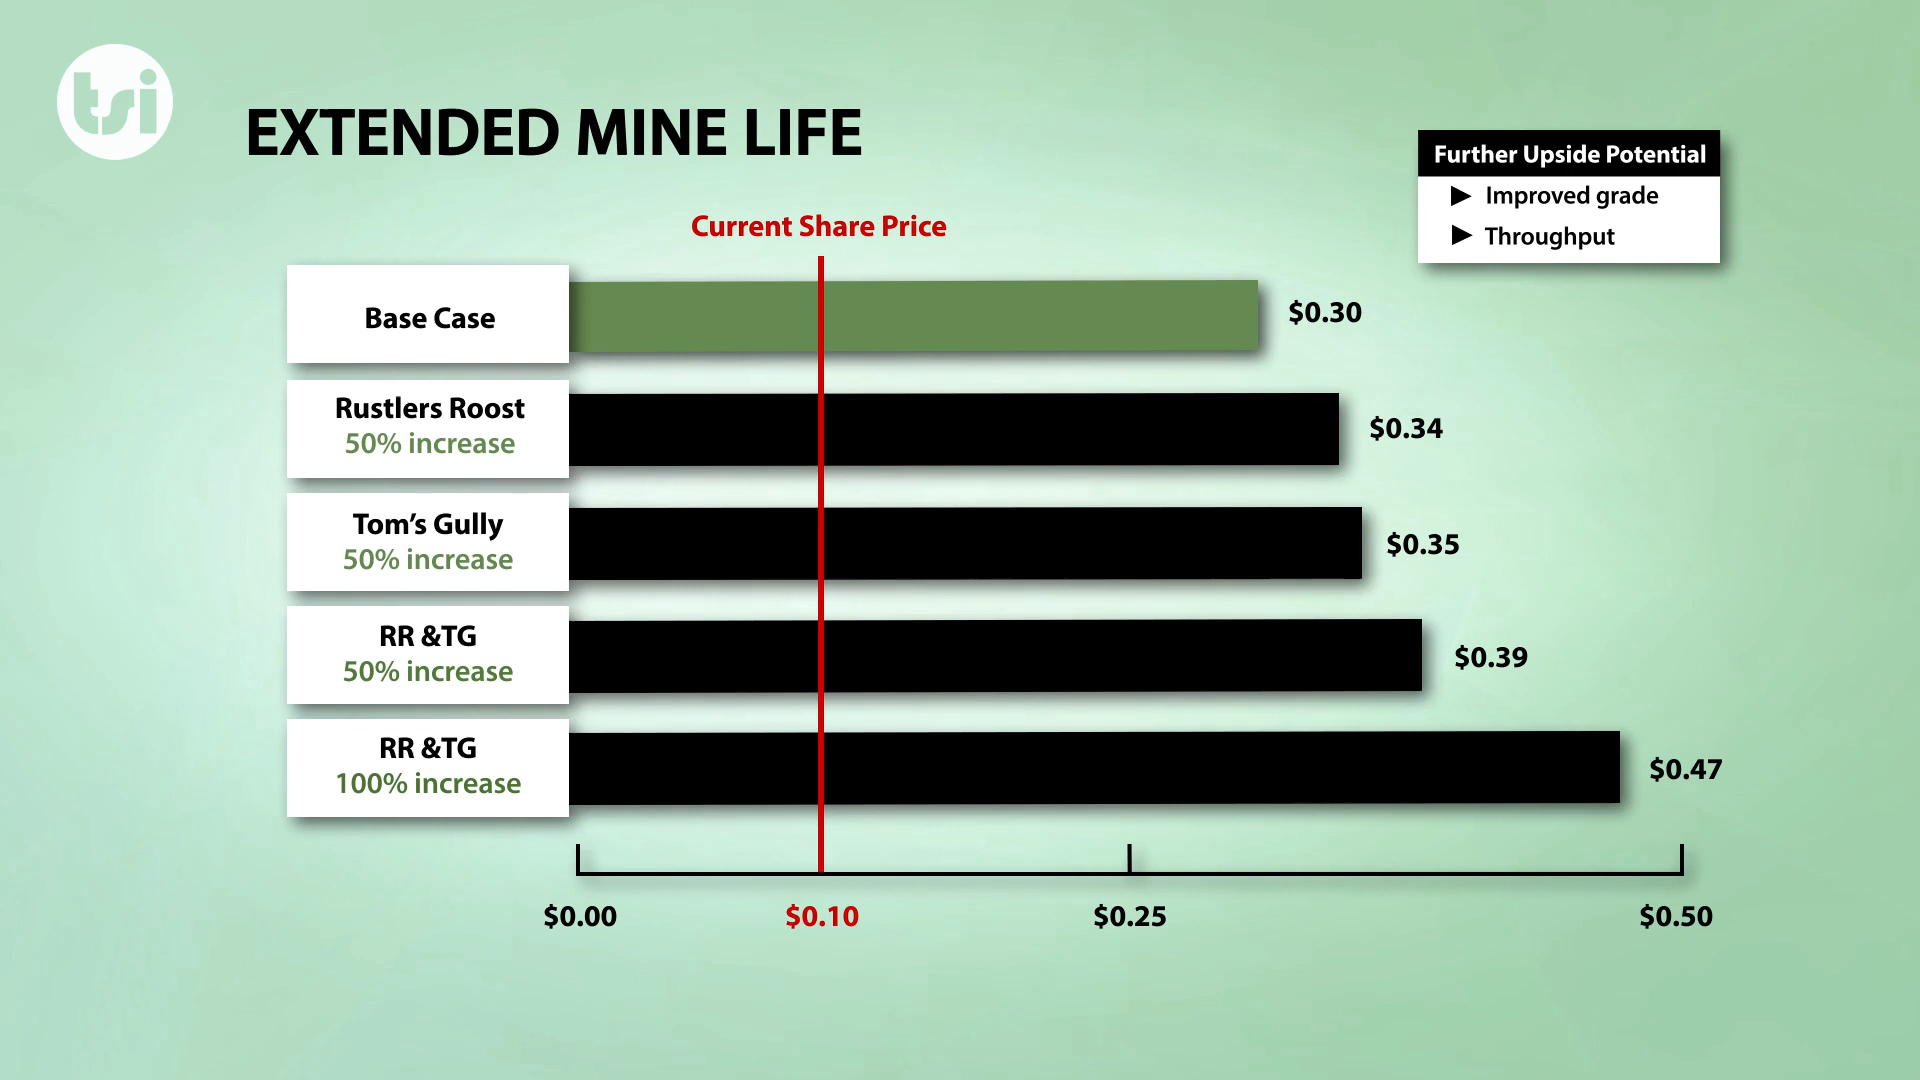 tsi
EXTENDED MINE LIFE
Further Upside Potential
▶ Improved grade
▶ Throughput
Current Share Price
Base Case
$0.30
Rustlers Roost
50% increase
$0.34
Tom’s Gully
50% increase
$0.35
RR &TG
50% increase
$0.39
RR &TG
100% increase
$0.47
$0.00 $0.10 $0.25 $0.50